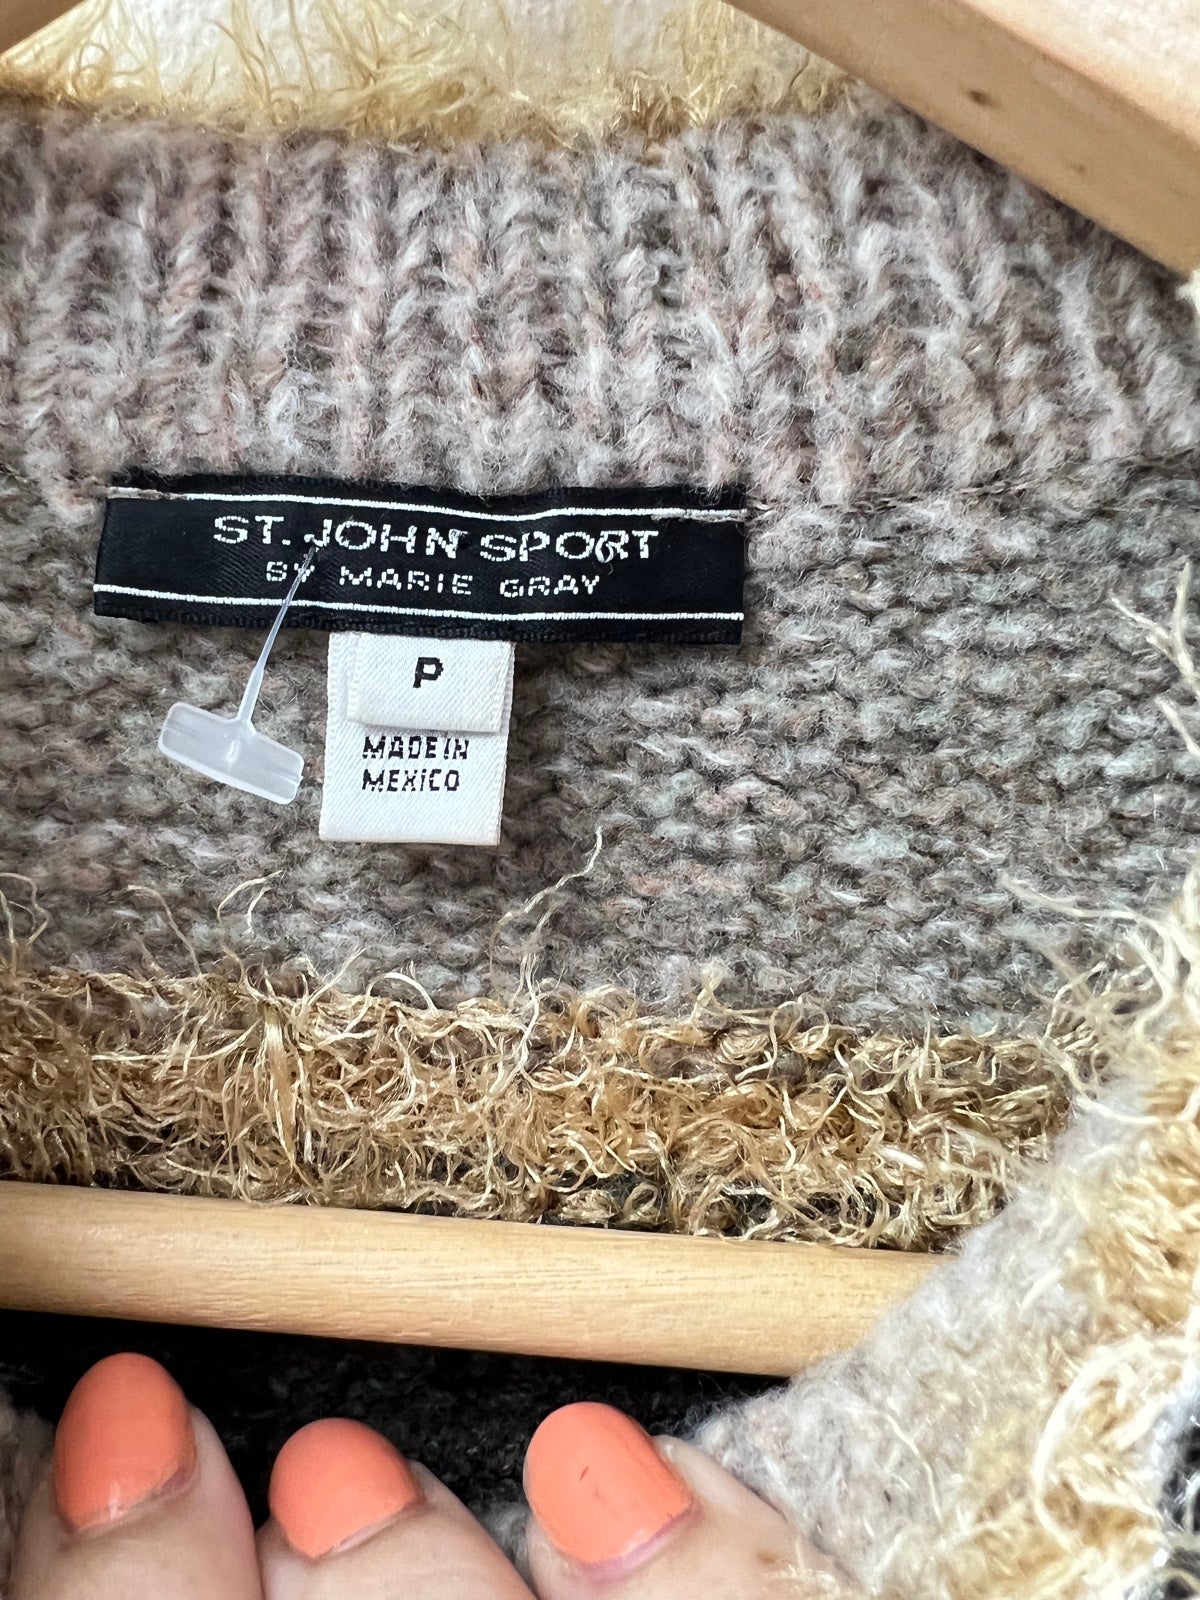 ST. JOHN SPORT
BY MARIE GRAY
P
MADE IN
MEXICO